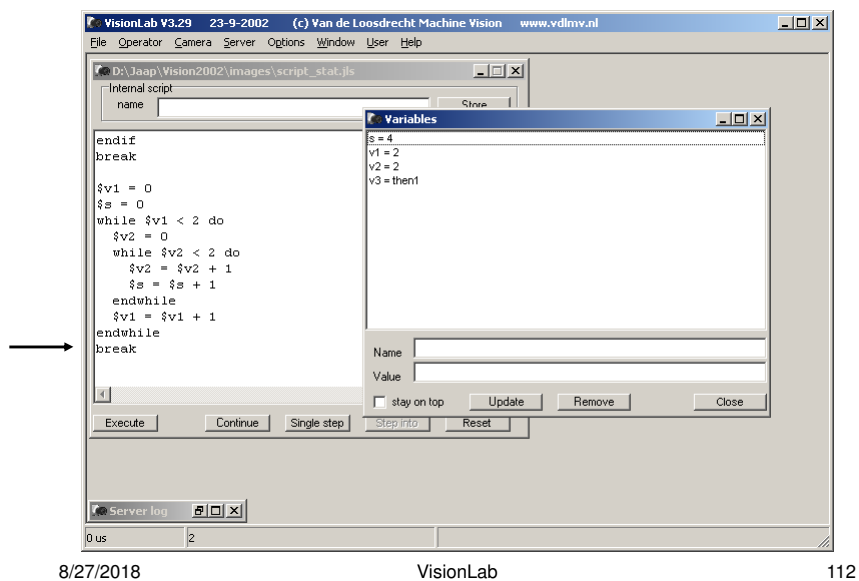 VisionLab V3.29 23-9-2002 (c) Van de Loosdrecht Machine Vision www.vdlmv.nl
File Operator Camera Server Options Window User Help
D:\Jaap\Vision2002\images\script_stat.jls
Internal script
name Store
endif
break
$v1 = 0
$s = 0
while $v1 < 2 do
$v2 = 0
while $v2 < 2 do
$v2 = $v2 + 1
$s = $s + 1
endwhile
$v1 = $v1 + 1
endwhile
break
Execute Continue Single step Step into Reset
Variables
s = 4
v1 = 2
v2 = 2
v3 = then1
Name
Value
stay on top Update Remove Close
Server log
0 us 2
8/27/2018 VisionLab 112